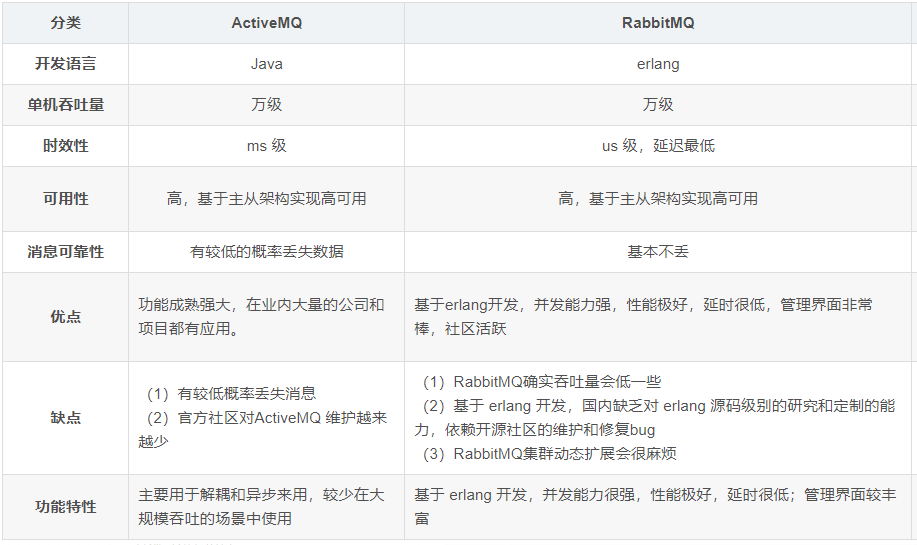 分类 ActiveMQ RabbitMQ
开发语言 Java erlang
单机吞吐量 万级 万级
时效性 ms 级 us 级，延迟最低
可用性 高，基于主从架构实现高可用 高，基于主从架构实现高可用
消息可靠性 有较低的概率丢失数据 基本不丢
优点
功能成熟强大，在业内大量的公司和
项目都有应用。
基于erlang开发，并发能力强，性能极好，延时很低，管理界面非常
棒，社区活跃
缺点
（1）有较低概率丢失消息
（2）官方社区对ActiveMQ 维护越来
越少
（1）RabbitMQ确实吞吐量会低一些
（2）基于 erlang 开发，国内缺乏对 erlang 源码级别的研究和定制的能
力，依赖开源社区的维护和修复bug
（3）RabbitMQ集群动态扩展会很麻烦
功能特性
主要用于解耦和异步来用，较少在大
规模吞吐的场景中使用
基于 erlang 开发，并发能力很强，性能极好，延时很低；管理界面较丰
富